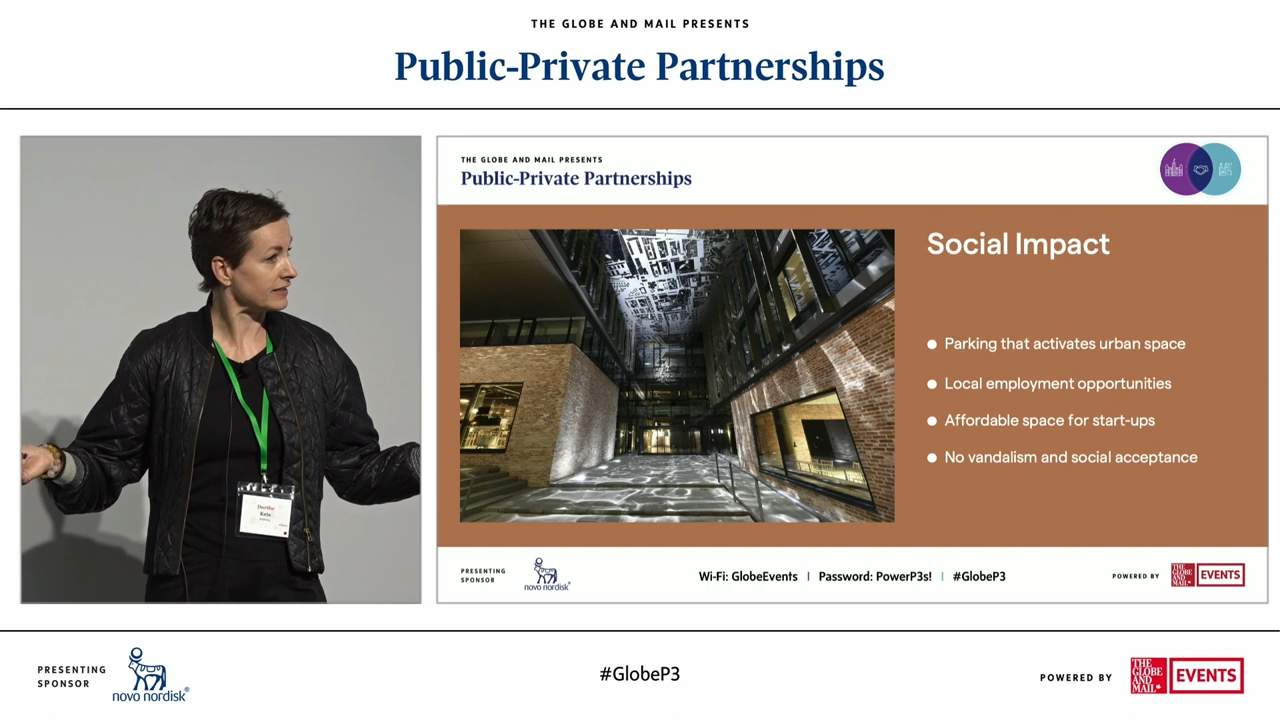 THE GLOBE AND MAIL PRESENTS
Public-Private Partnerships
Dorthe
THE GLOBE AND MAIL PRESENTS
Public-Private Partnerships
Social Impact
Parking that activates urban space
Local employment opportunities
Affordable space for start-ups
No vandalism and social acceptance
PRESENTING
SPONSOR
novo nordisk®
Wi-Fi: GlobeEvents | Password: PowerP3s! | #GlobeP3
POWERED BY
THE
GLOBE
AND
MAIL
EVENTS
PRESENTING
SPONSOR
novo nordisk®
#GlobeP3
POWERED BY
THE
GLOBE
AND
MAIL
EVENTS